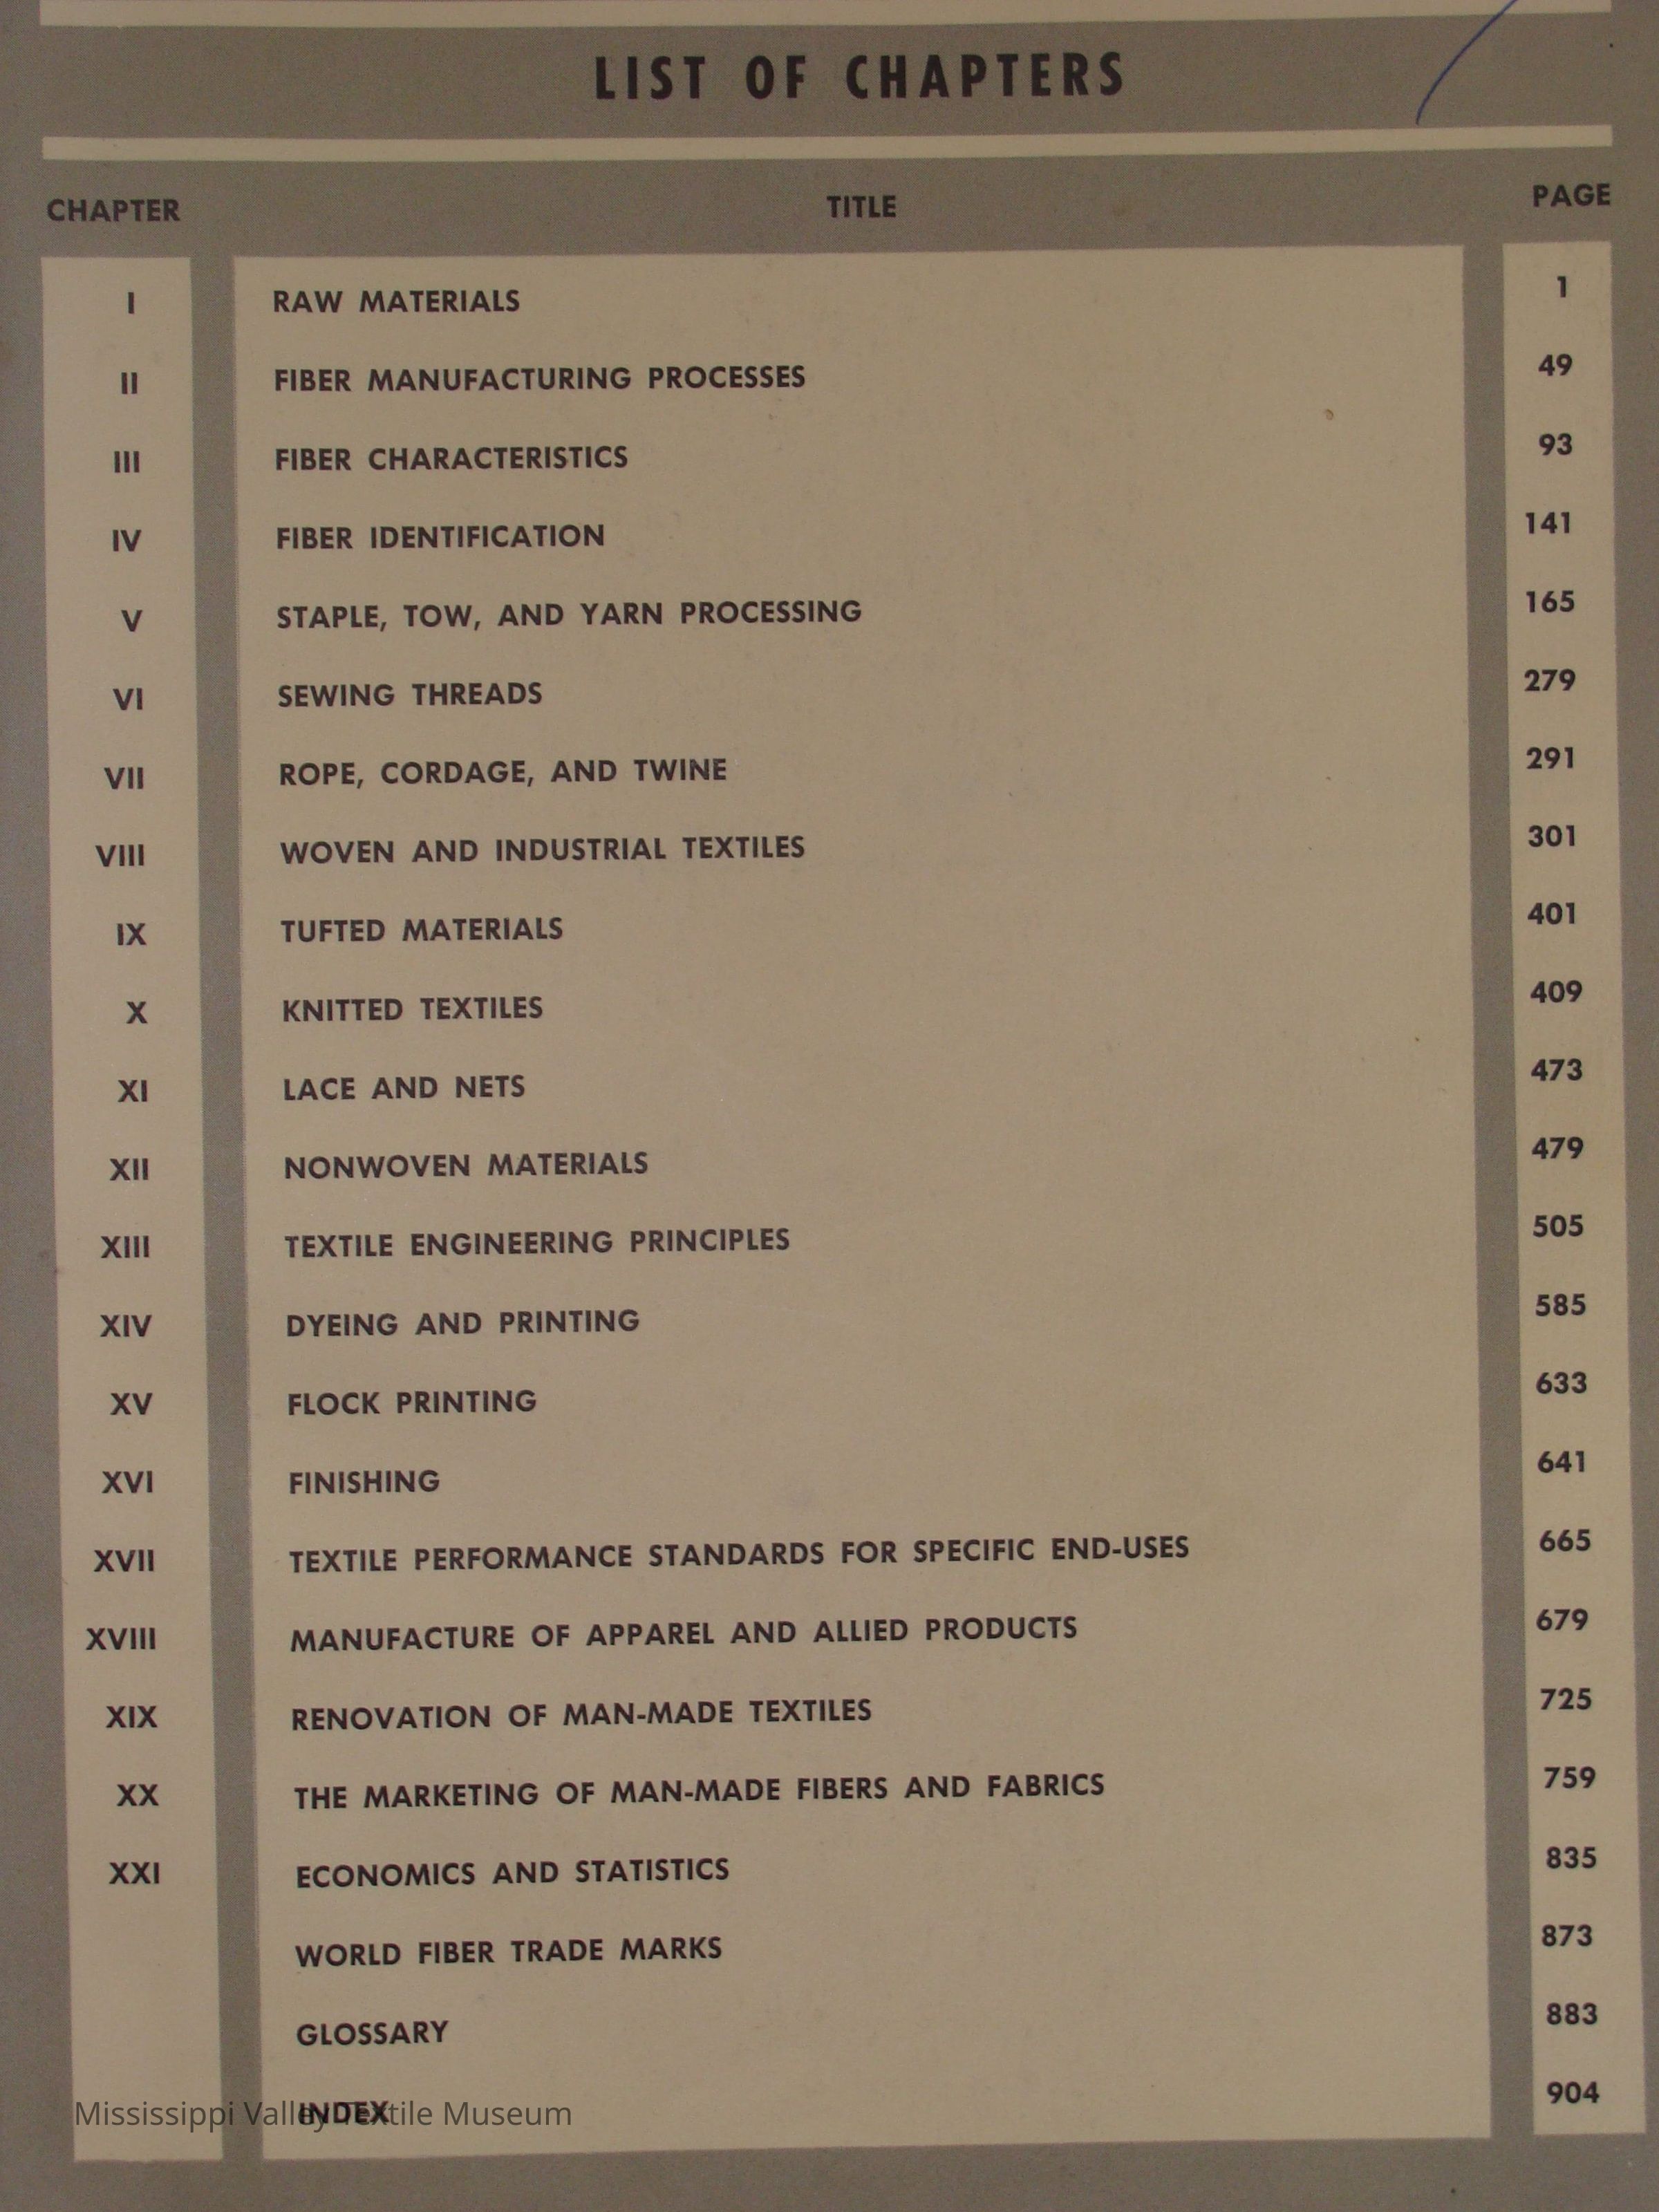 LIST OF CHAPTERS
CHAPTER TITLE PAGE
I RAW MATERIALS 1
II FIBER MANUFACTURING PROCESSES 49
III FIBER CHARACTERISTICS 93
IV FIBER IDENTIFICATION 141
V STAPLE, TOW, AND YARN PROCESSING 165
VI SEWING THREADS 279
VII ROPE, CORDAGE, AND TWINE 291
VIII WOVEN AND INDUSTRIAL TEXTILES 301
IX TUFTED MATERIALS 401
X KNITTED TEXTILES 409
XI LACE AND NETS 473
XII NONWOVEN MATERIALS 479
XIII TEXTILE ENGINEERING PRINCIPLES 505
XIV DYEING AND PRINTING 585
XV FLOCK PRINTING 633
XVI FINISHING 641
XVII TEXTILE PERFORMANCE STANDARDS FOR SPECIFIC END-USES 665
XVIII MANUFACTURE OF APPAREL AND ALLIED PRODUCTS 679
XIX RENOVATION OF MAN-MADE TEXTILES 725
XX THE MARKETING OF MAN-MADE FIBERS AND FABRICS 759
XXI ECONOMICS AND STATISTICS 835
WORLD FIBER TRADE MARKS 873
GLOSSARY 883
INDEX 904
Mississippi Valley Textile Museum